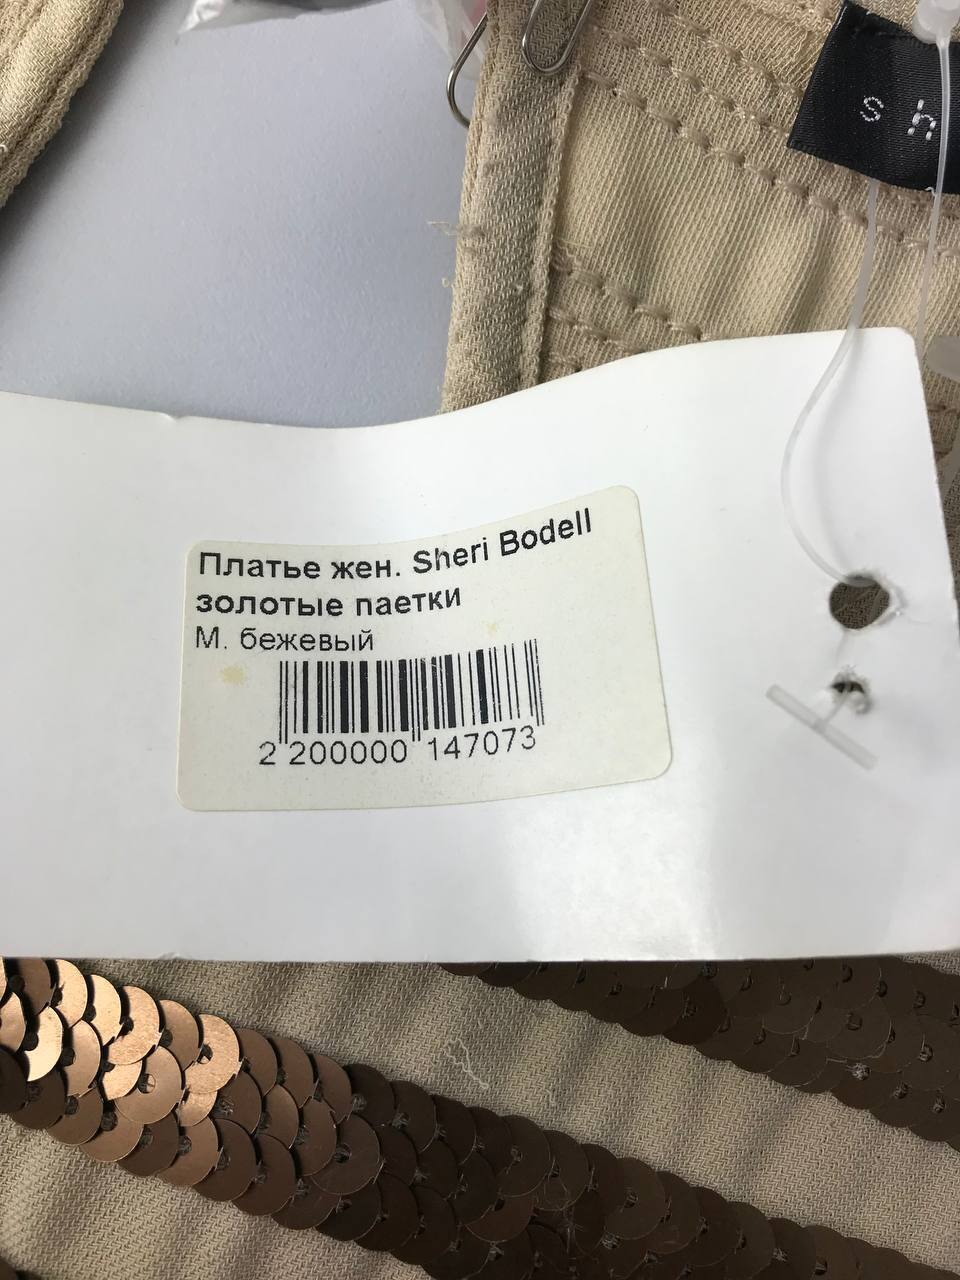 s h
Платье жен. Sheri Bodell
золотые паетки
М. бежевый
2 200000 147073